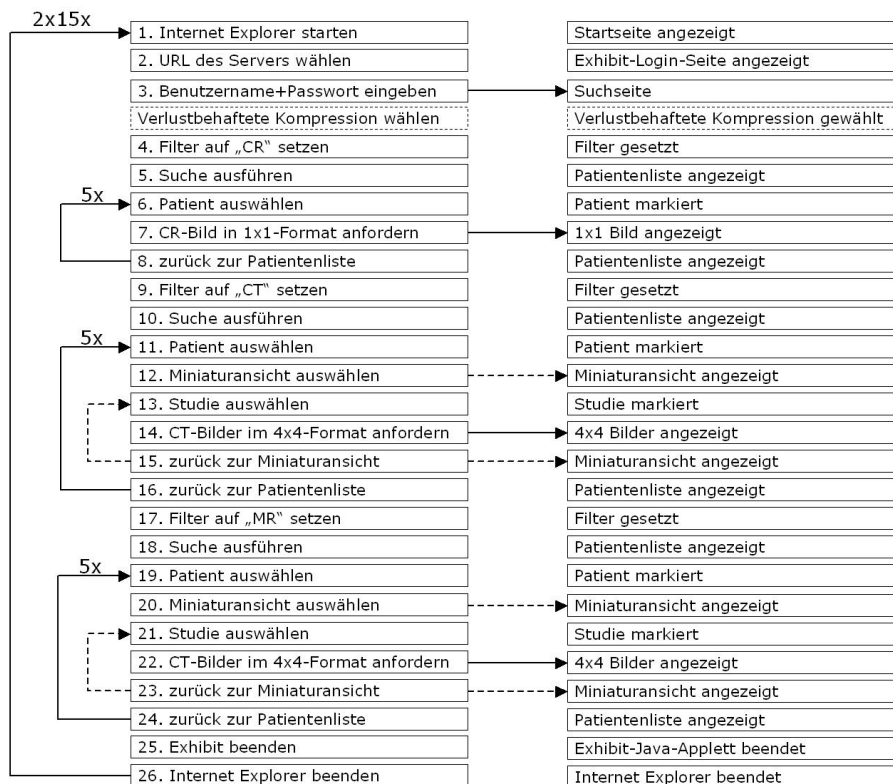 2x15x
1. Internet Explorer starten Startseite angezeigt
2. URL des Servers wählen Exhibit-Login-Seite angezeigt
3. Benutzername+Passwort eingeben Suchseite
Verlustbehaftete Kompression wählen Verlustbehaftete Kompression gewählt
4. Filter auf „CR“ setzen Filter gesetzt
5. Suche ausführen Patientenliste angezeigt
5x
6. Patient auswählen Patient markiert
7. CR-Bild in 1x1-Format anfordern 1x1 Bild angezeigt
8. zurück zur Patientenliste Patientenliste angezeigt
9. Filter auf „CT“ setzen Filter gesetzt
10. Suche ausführen Patientenliste angezeigt
5x
11. Patient auswählen Patient markiert
12. Miniaturansicht auswählen Miniaturansicht angezeigt
13. Studie auswählen Studie markiert
14. CT-Bilder im 4x4-Format anfordern 4x4 Bilder angezeigt
15. zurück zur Miniaturansicht Miniaturansicht angezeigt
16. zurück zur Patientenliste Patientenliste angezeigt
17. Filter auf „MR“ setzen Filter gesetzt
18. Suche ausführen Patientenliste angezeigt
5x
19. Patient auswählen Patient markiert
20. Miniaturansicht auswählen Miniaturansicht angezeigt
21. Studie auswählen Studie markiert
22. CT-Bilder im 4x4-Format anfordern 4x4 Bilder angezeigt
23. zurück zur Miniaturansicht Miniaturansicht angezeigt
24. zurück zur Patientenliste Patientenliste angezeigt
25. Exhibit beenden Exhibit-Java-Applett beendet
26. Internet Explorer beenden Internet Explorer beendet